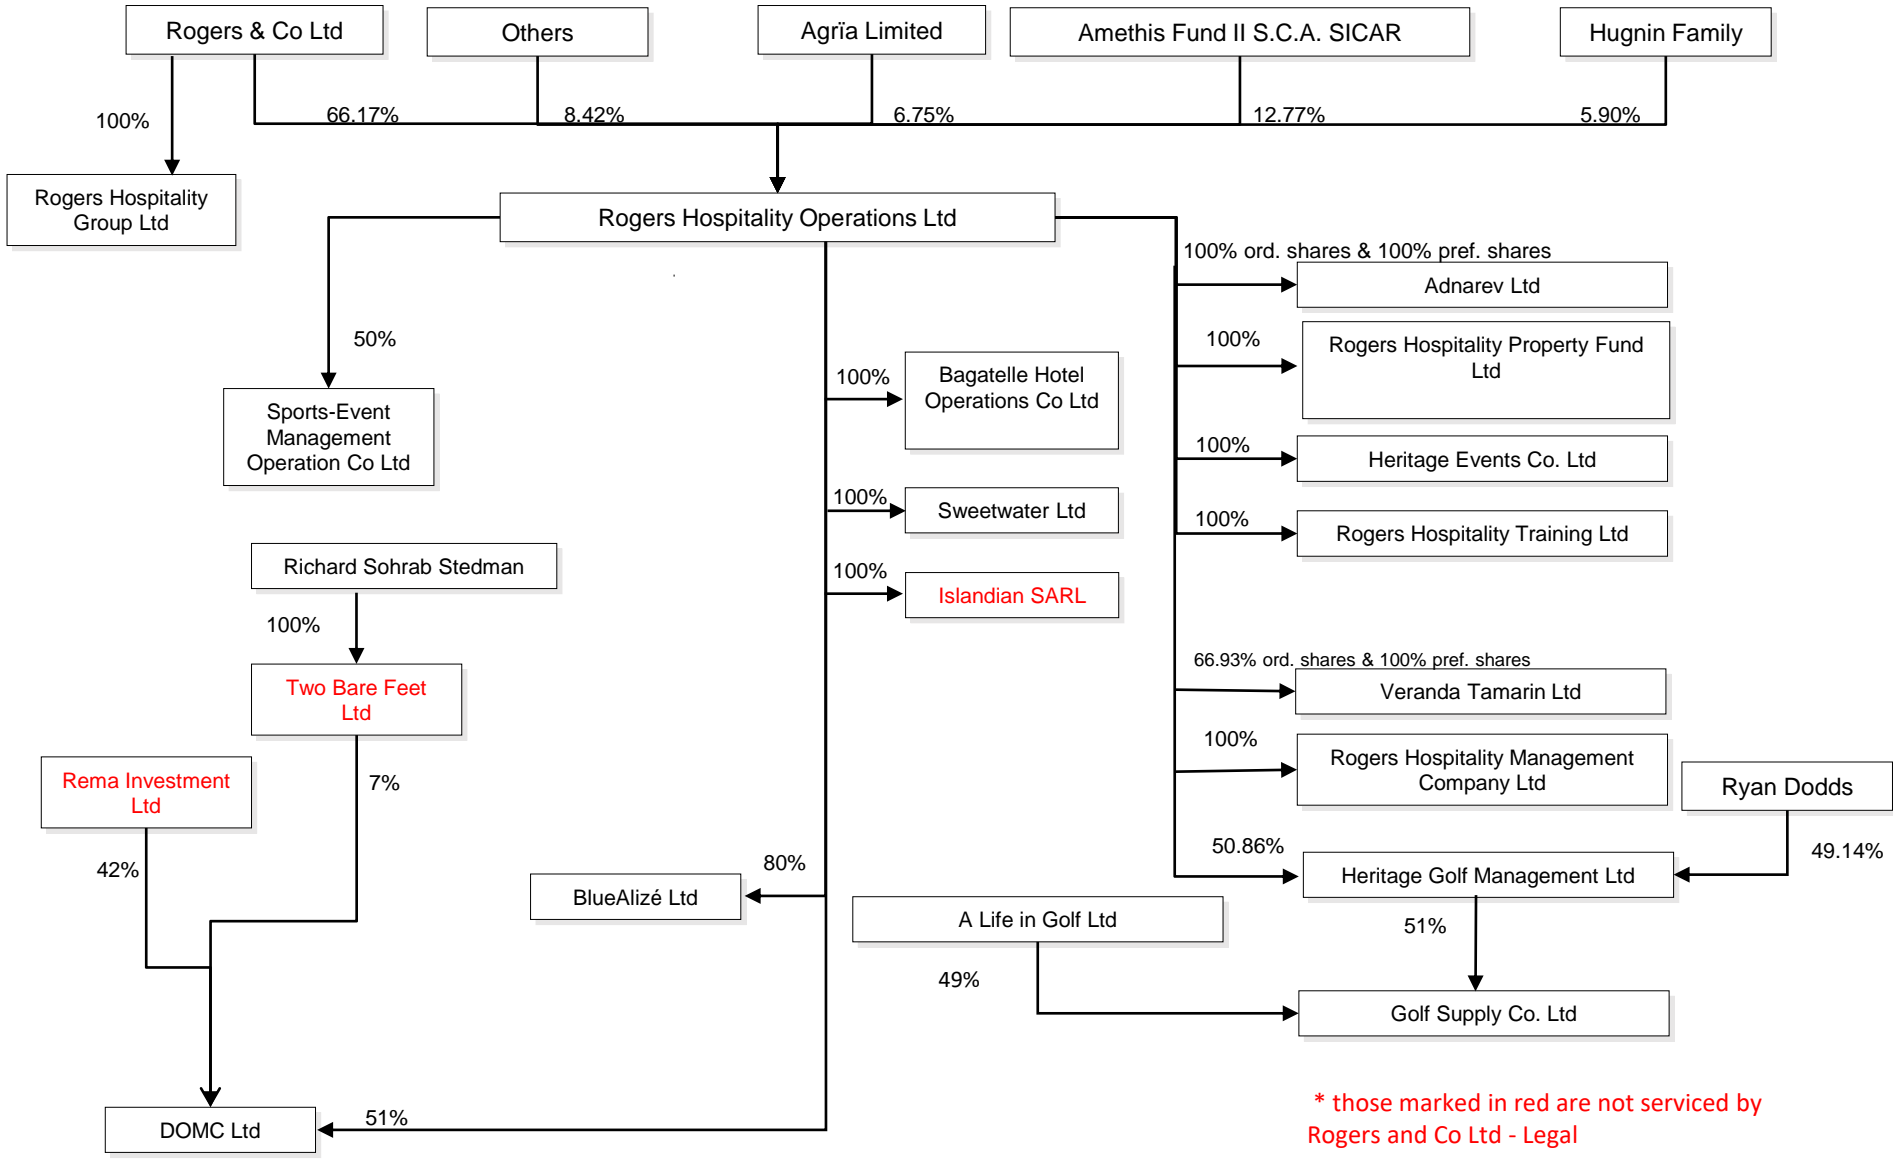 Rogers & Co Ltd
Others
Agrïa Limited
Amethis Fund II S.C.A. SICAR
Hugnin Family
100%
66.17%
8.42%
6.75%
12.77%
5.90%
Rogers Hospitality
Group Ltd
Rogers Hospitality Operations Ltd
100% ord. shares & 100% pref. shares
Adnarev Ltd
50%
100%
Rogers Hospitality Property Fund
Ltd
100%
Bagatelle Hotel
Operations Co Ltd
Sports-Event
Management
Operation Co Ltd
100%
Heritage Events Co. Ltd
100%
Sweetwater Ltd
100%
Rogers Hospitality Training Ltd
Richard Sohrab Stedman
100%
Islandian SARL
100%
66.93% ord. shares & 100% pref. shares
Veranda Tamarin Ltd
Two Bare Feet
Ltd
100%
Rogers Hospitality Management
Company Ltd
Ryan Dodds
Rema Investment
Ltd
7%
42%
80%
BlueAlizé Ltd
50.86%
Heritage Golf Management Ltd
49.14%
A Life in Golf Ltd
51%
49%
Golf Supply Co. Ltd
DOMC Ltd
51%
* those marked in red are not serviced by
Rogers and Co Ltd - Legal